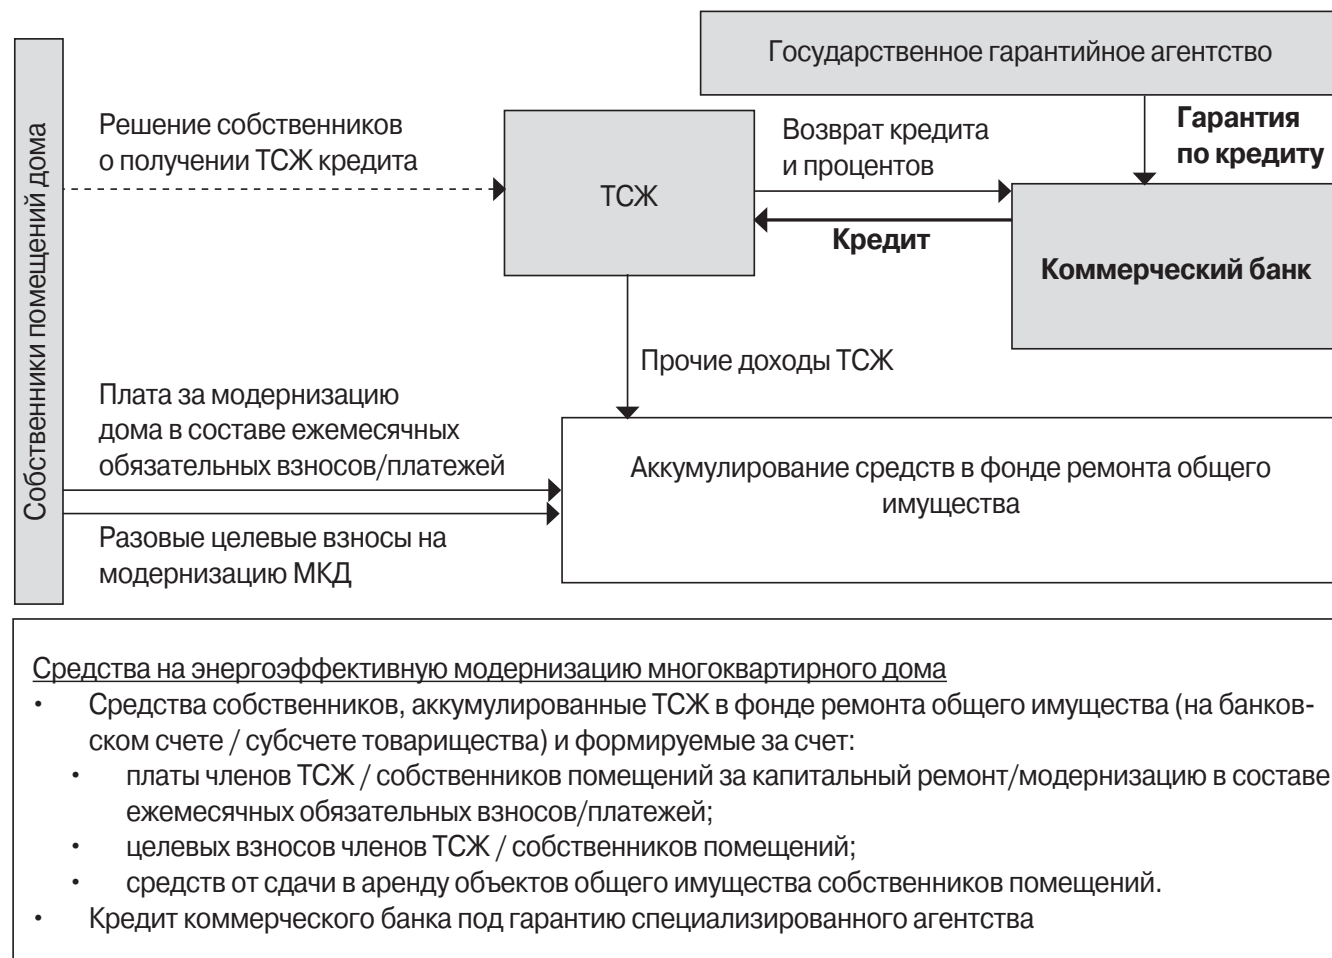 Государственное гарантийное агентство
Собственники помещений дома
Решение собственников
о получении ТСЖ кредита
ТСЖ
Возврат кредита
и процентов
Кредит
Гарантия
по кредиту
Коммерческий банк
Прочие доходы ТСЖ
Плата за модернизацию
дома в составе ежемесячных
обязательных взносов/платежей
Разовые целевые взносы на
модернизацию МКД
Аккумулирование средств в фонде ремонта общего
имущества
Средства на энергоэффективную модернизацию многоквартирного дома
• Средства собственников, аккумулированные ТСЖ в фонде ремонта общего имущества (на банков-
ском счете / субсчете товарищества) и формируемые за счет:
• платы членов ТСЖ / собственников помещений за капитальный ремонт/модернизацию в составе
ежемесячных обязательных взносов/платежей;
• целевых взносов членов ТСЖ / собственников помещений;
• средств от сдачи в аренду объектов общего имущества собственников помещений.
• Кредит коммерческого банка под гарантию специализированного агентства